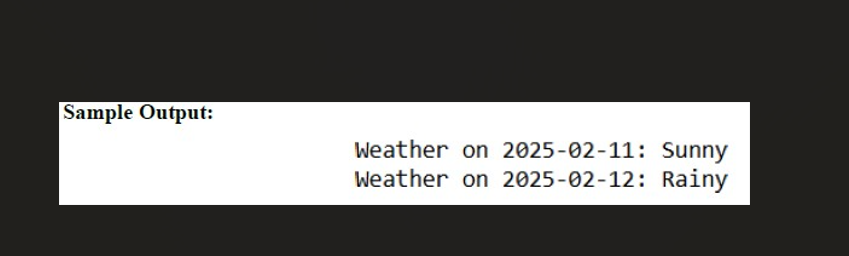 Sample Output:
Weather on 2025-02-11: Sunny
Weather on 2025-02-12: Rainy